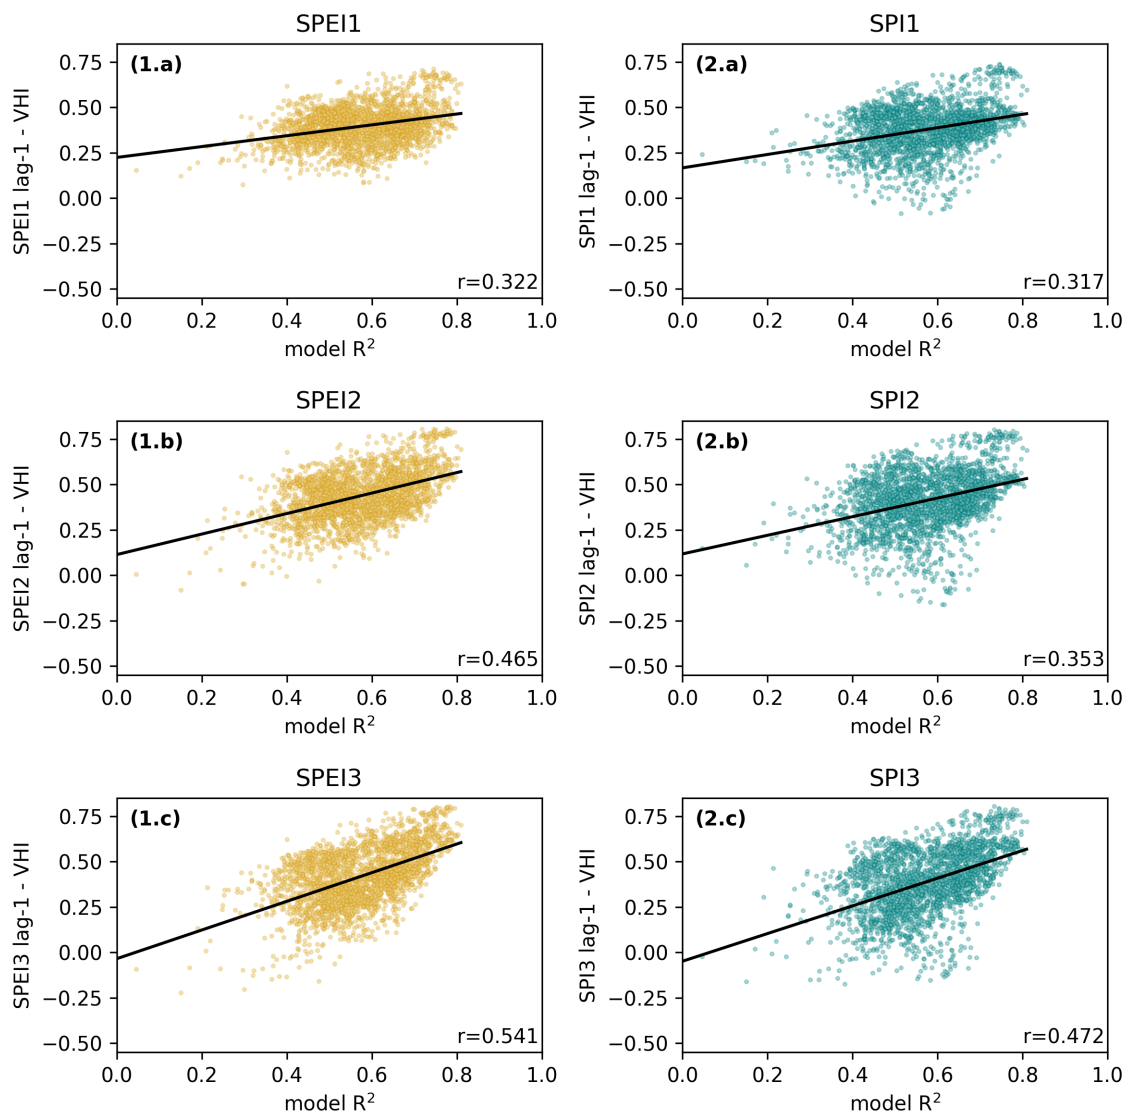 SPEI1
(1.a)
SPEI1 lag-1 - VHI
0.75
0.50
0.25
0.00
−0.25
−0.50
r=0.322
0.0 0.2 0.4 0.6 0.8 1.0
model R²
SPI1
(2.a)
SPI1 lag-1 - VHI
0.75
0.50
0.25
0.00
−0.25
−0.50
r=0.317
0.0 0.2 0.4 0.6 0.8 1.0
model R²
SPEI2
(1.b)
SPEI2 lag-1 - VHI
0.75
0.50
0.25
0.00
−0.25
−0.50
r=0.465
0.0 0.2 0.4 0.6 0.8 1.0
model R²
SPI2
(2.b)
SPI2 lag-1 - VHI
0.75
0.50
0.25
0.00
−0.25
−0.50
r=0.353
0.0 0.2 0.4 0.6 0.8 1.0
model R²
SPEI3
(1.c)
SPEI3 lag-1 - VHI
0.75
0.50
0.25
0.00
−0.25
−0.50
r=0.541
0.0 0.2 0.4 0.6 0.8 1.0
model R²
SPI3
(2.c)
SPI3 lag-1 - VHI
0.75
0.50
0.25
0.00
−0.25
−0.50
r=0.472
0.0 0.2 0.4 0.6 0.8 1.0
model R²